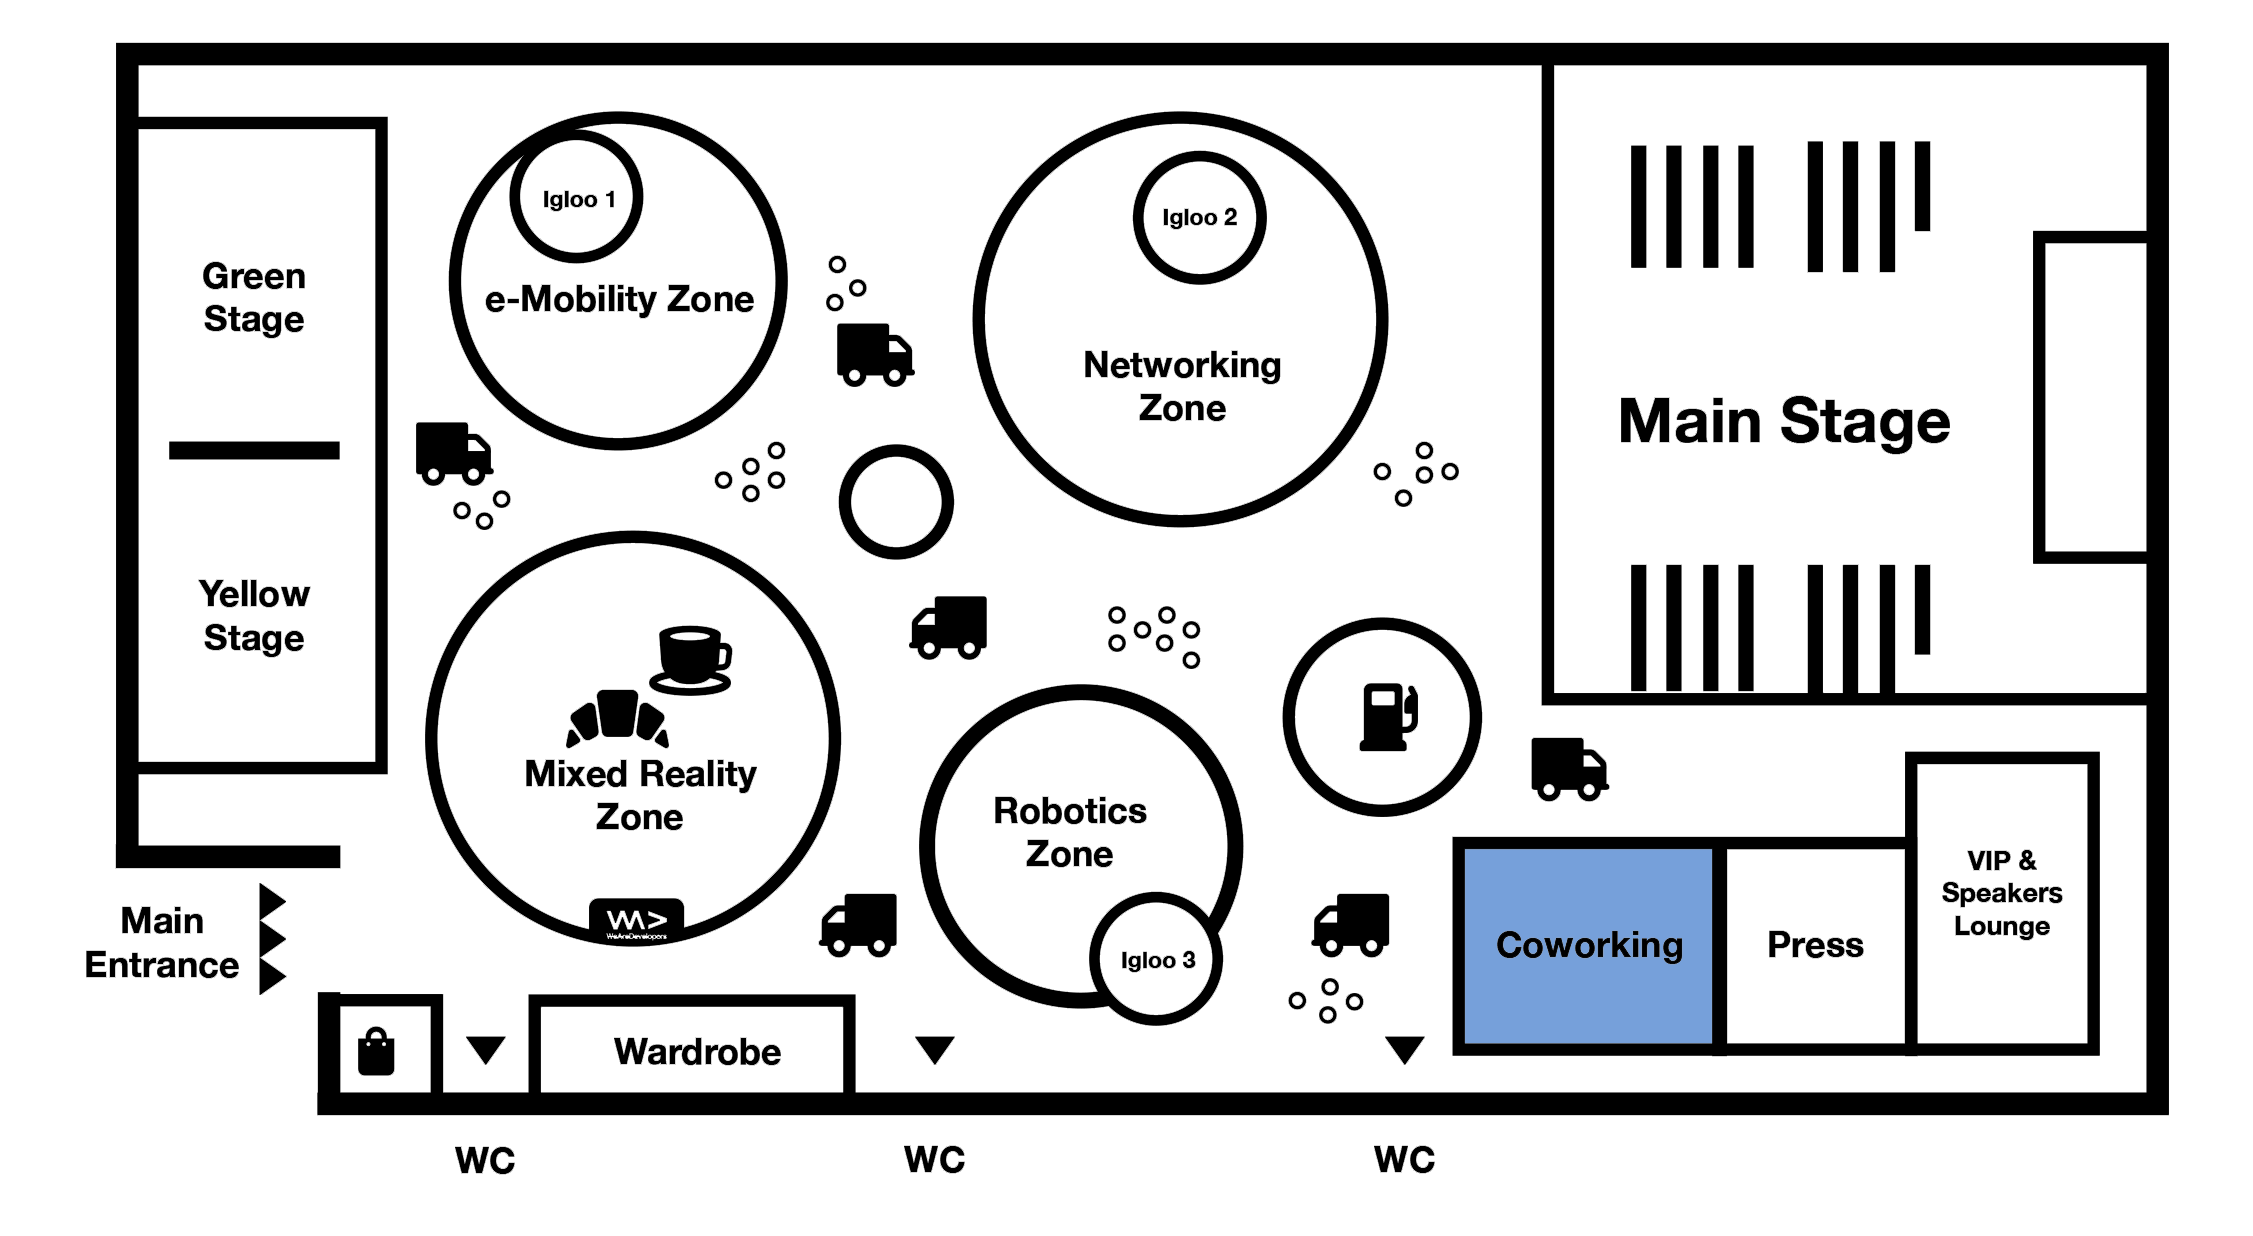 Green
Stage
Yellow
Stage
Igloo 1
e-Mobility Zone
Igloo 2
Networking
Zone
Main Stage
Mixed Reality
Zone
WeAreDevelopers
Robotics
Zone
Igloo 3
Coworking
Press
VIP &
Speakers
Lounge
Main
Entrance
Wardrobe
WC
WC
WC